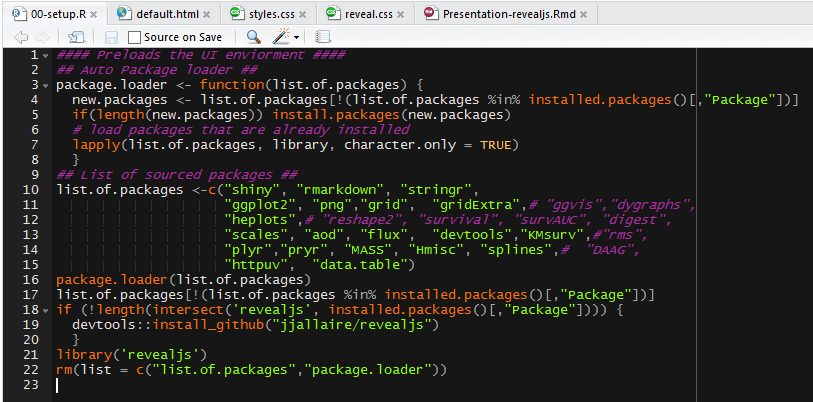 00-setup.R × default.html × styles.css × reveal.css × Presentation-revealjs.Rmd ×
Source on Save
1 #### Preloads the UI enviorment ####
2 ## Auto Package loader ##
3 package.loader <- function(list.of.packages) {
4 new.packages <- list.of.packages[!(list.of.packages %in% installed.packages()[,"Package"])]
5 if(length(new.packages)) install.packages(new.packages)
6 # load packages that are already installed
7 lapply(list.of.packages, library, character.only = TRUE)
8 }
9 ## List of sourced packages ##
10 list.of.packages <-c("shiny", "rmarkdown", "stringr",
11 "ggplot2", "png","grid", "gridExtra",# "ggvis","dygraphs",
12 "heplots",# "reshape2", "survival", "survAUC", "digest",
13 "scales", "aod", "flux", "devtools","KMsurv",#"rms",
14 "plyr","pryr", "MASS", "Hmisc", "splines",# "DAAG",
15 "httpuv", "data.table")
16 package.loader(list.of.packages)
17 list.of.packages[!(list.of.packages %in% installed.packages()[,"Package"])]
18 if (!length(intersect('revealjs', installed.packages()[,"Package"]))) {
19 devtools::install_github("jjallaire/revealjs")
20 }
21 library('revealjs')
22 rm(list = c("list.of.packages","package.loader"))
23